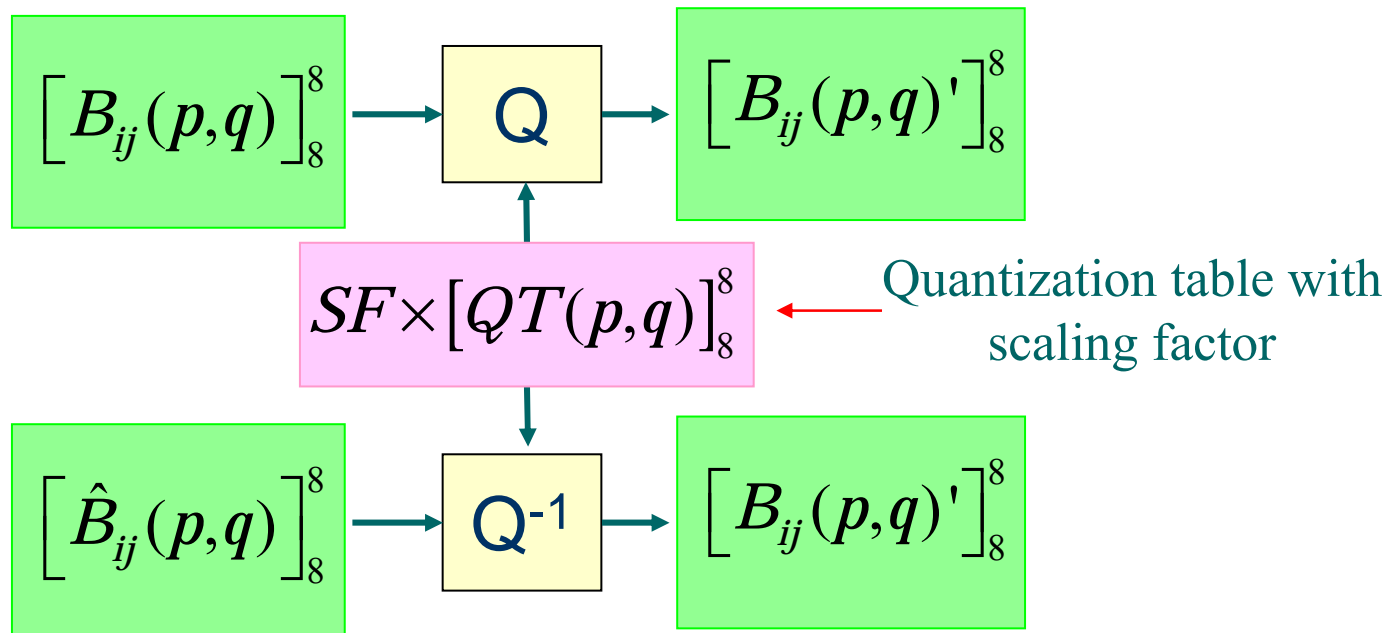 [B_ij(p,q)]_8^8
Q
[B_ij(p,q)']_8^8
SF×[QT(p,q)]_8^8
Quantization table with
scaling factor
[B̂_ij(p,q)]_8^8
Q^-1
[B_ij(p,q)']_8^8